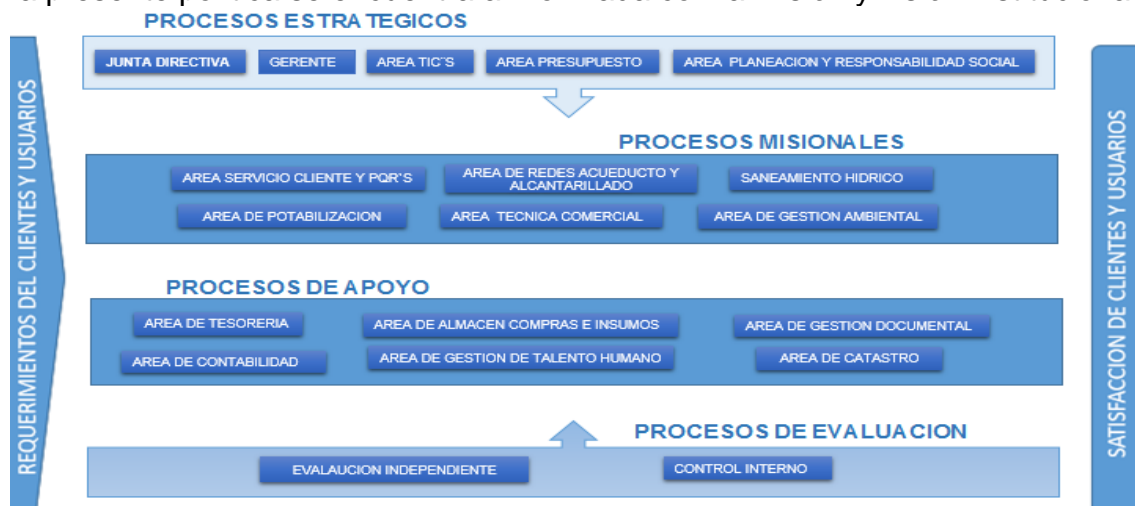 PROCESOS ESTRATEGICOS
JUNTA DIRECTIVA
GERENTE
AREA TIC`S
AREA PRESUPUESTO
AREA PLANEACION Y RESPONSABILIDAD SOCIAL
REQUERIMIENTOS DEL CLIENTES Y USUARIOS
PROCESOS MISIONALES
AREA SERVICIO CLIENTE Y PQR`S
AREA DE REDES ACUEDUCTO Y
ALCANTARILLADO
SANEAMIENTO HIDRICO
AREA DE POTABILIZACION
AREA TECNICA COMERCIAL
AREA DE GESTION AMBIENTAL
PROCESOS DE APOYO
AREA DE TESORERIA
AREA DE ALMACEN COMPRAS E INSUMOS
AREA DE GESTION DOCUMENTAL
AREA DE CONTABILIDAD
AREA DE GESTION DE TALENTO HUMANO
AREA DE CATASTRO
PROCESOS DE EVALUACION
EVALAUCION INDEPENDIENTE
CONTROL INTERNO
SATISFACCION DE CLIENTES Y USUARIOS